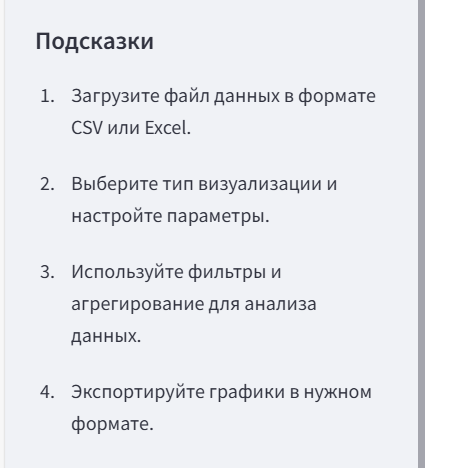 Подсказки
1. Загрузите файл данных в формате
CSV или Excel.
2. Выберите тип визуализации и
настройте параметры.
3. Используйте фильтры и
агрегирование для анализа
данных.
4. Экспортируйте графики в нужном
формате.